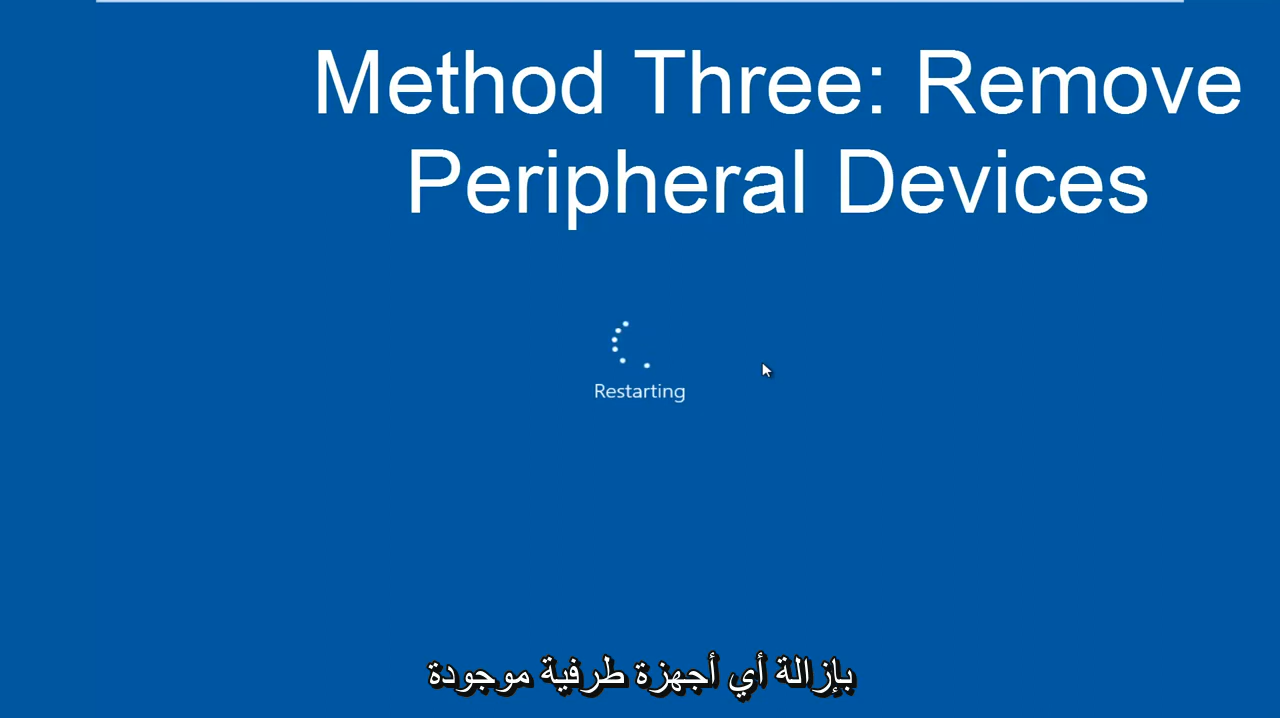 Method Three: Remove
Peripheral Devices
Restarting
بإزالة أي أجهزة طرفية موجودة